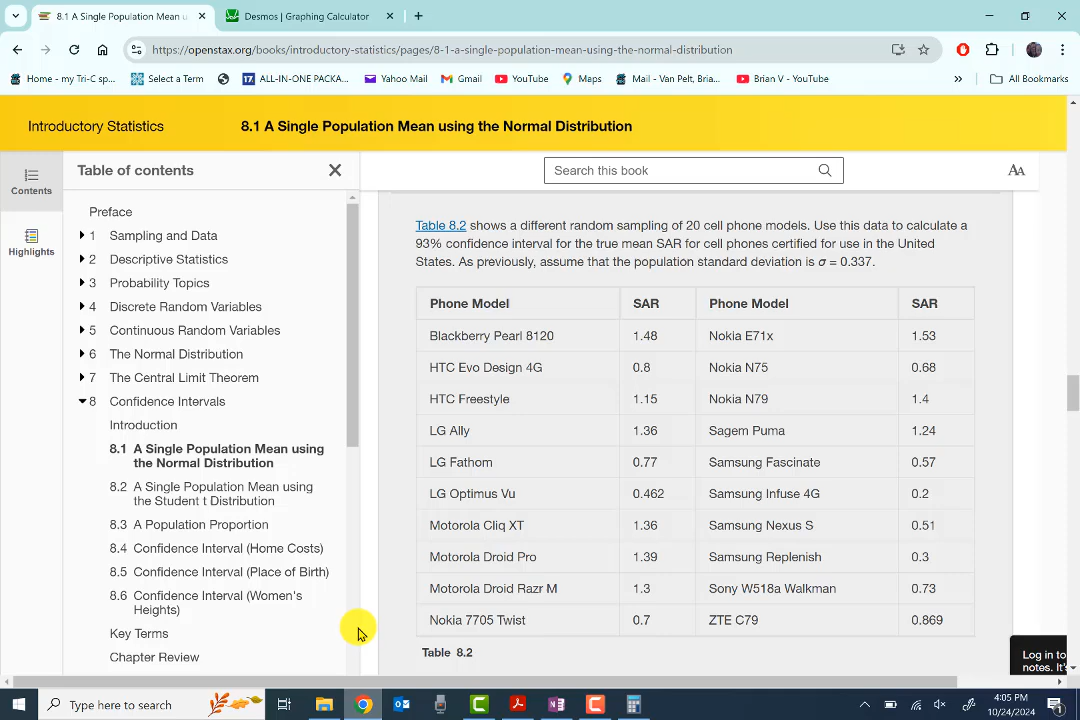 8.1 A Single Population Mean u
Desmos | Graphing Calculator
https://openstax.org/books/introductory-statistics/pages/8-1-a-single-population-mean-using-the-normal-distribution
Home - my Tri-C sp...
Select a Term
17
ALL-IN-ONE PACKA...
Yahoo Mail
Gmail
YouTube
Maps
Mail - Van Pelt, Bria...
Brian V - YouTube
All Bookmarks
Introductory Statistics
8.1 A Single Population Mean using the Normal Distribution
Contents
Highlights
Table of contents
Search this book
AA
Preface
1 Sampling and Data
2 Descriptive Statistics
3 Probability Topics
4 Discrete Random Variables
5 Continuous Random Variables
6 The Normal Distribution
7 The Central Limit Theorem
8 Confidence Intervals
Introduction
8.1 A Single Population Mean using
the Normal Distribution
8.2 A Single Population Mean using
the Student t Distribution
8.3 A Population Proportion
8.4 Confidence Interval (Home Costs)
8.5 Confidence Interval (Place of Birth)
8.6 Confidence Interval (Women's
Heights)
Key Terms
Chapter Review
Table 8.2 shows a different random sampling of 20 cell phone models. Use this data to calculate a
93% confidence interval for the true mean SAR for cell phones certified for use in the United
States. As previously, assume that the population standard deviation is σ = 0.337.
Phone Model SAR Phone Model SAR
Blackberry Pearl 8120 1.48 Nokia E71x 1.53
HTC Evo Design 4G 0.8 Nokia N75 0.68
HTC Freestyle 1.15 Nokia N79 1.4
LG Ally 1.36 Sagem Puma 1.24
LG Fathom 0.77 Samsung Fascinate 0.57
LG Optimus Vu 0.462 Samsung Infuse 4G 0.2
Motorola Cliq XT 1.36 Samsung Nexus S 0.51
Motorola Droid Pro 1.39 Samsung Replenish 0.3
Motorola Droid Razr M 1.3 Sony W518a Walkman 0.73
Nokia 7705 Twist 0.7 ZTE C79 0.869
Table 8.2
Log in to
notes. It's
Type here to search
4:05 PM
10/24/2024
1